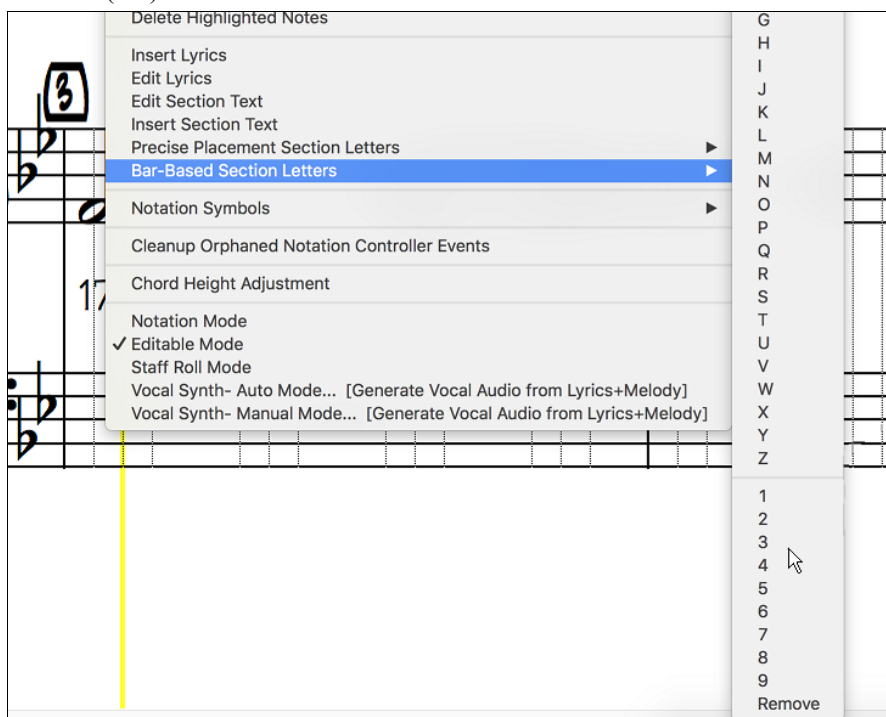 Delete Highlighted Notes
Insert Lyrics
Edit Lyrics
Edit Section Text
Insert Section Text
Precise Placement Section Letters
Bar-Based Section Letters
Notation Symbols
Cleanup Orphaned Notation Controller Events
Chord Height Adjustment
Notation Mode
✓ Editable Mode
Staff Roll Mode
Vocal Synth- Auto Mode... [Generate Vocal Audio from Lyrics+Melody]
Vocal Synth- Manual Mode... [Generate Vocal Audio from Lyrics+Melody]
G
H
I
J
K
L
M
N
O
P
Q
R
S
T
U
V
W
X
Y
Z
1
2
3
4
5
6
7
8
9
Remove
3
17